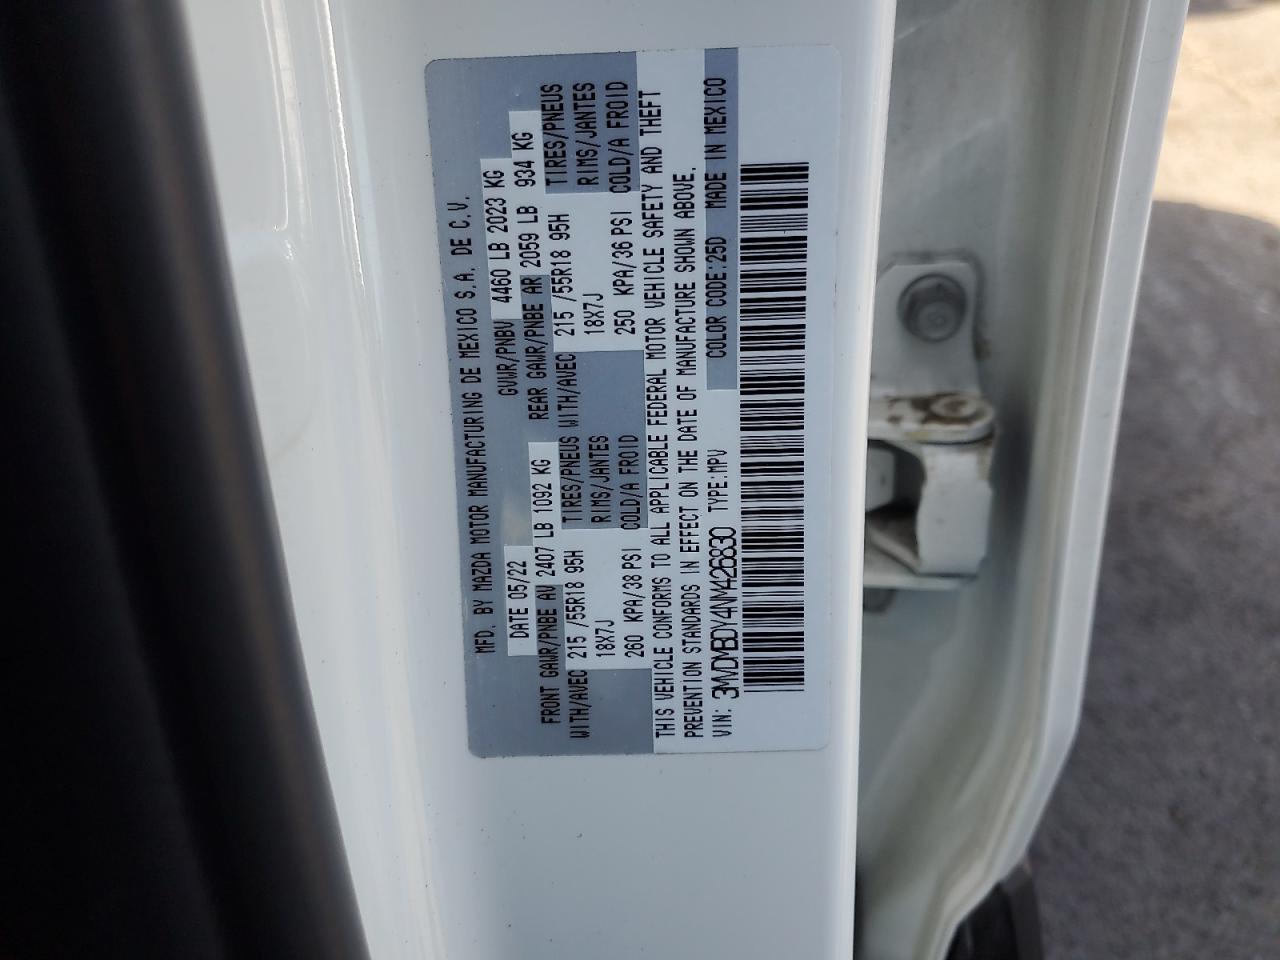 MFD. BY MAZDA MOTOR MANUFACTURING DE MEXICO S.A. DE C.V.
DATE 05/22 GVWR/PNBV 4460 LB 2023 KG
FRONT GAWR/PNBE AV 2407 LB 1092 KG REAR GAWR/PNBE AR 2059 LB 934 KG
WITH/AVEC 215 /55R18 95H TIRES/PNEUS WITH/AVEC 215 /55R18 95H TIRES/PNEUS
18X7J RIMS/JANTES 18X7J RIMS/JANTES
260 KPA/38 PSI COLD/A FROID 250 KPA/36 PSI COLD/A FROID
THIS VEHICLE CONFORMS TO ALL APPLICABLE FEDERAL MOTOR VEHICLE SAFETY AND THEFT
PREVENTION STANDARDS IN EFFECT ON THE DATE OF MANUFACTURE SHOWN ABOVE.
VIN: 3MVDMBDY4NM426830 TYPE:MPV COLOR CODE:25D MADE IN MEXICO